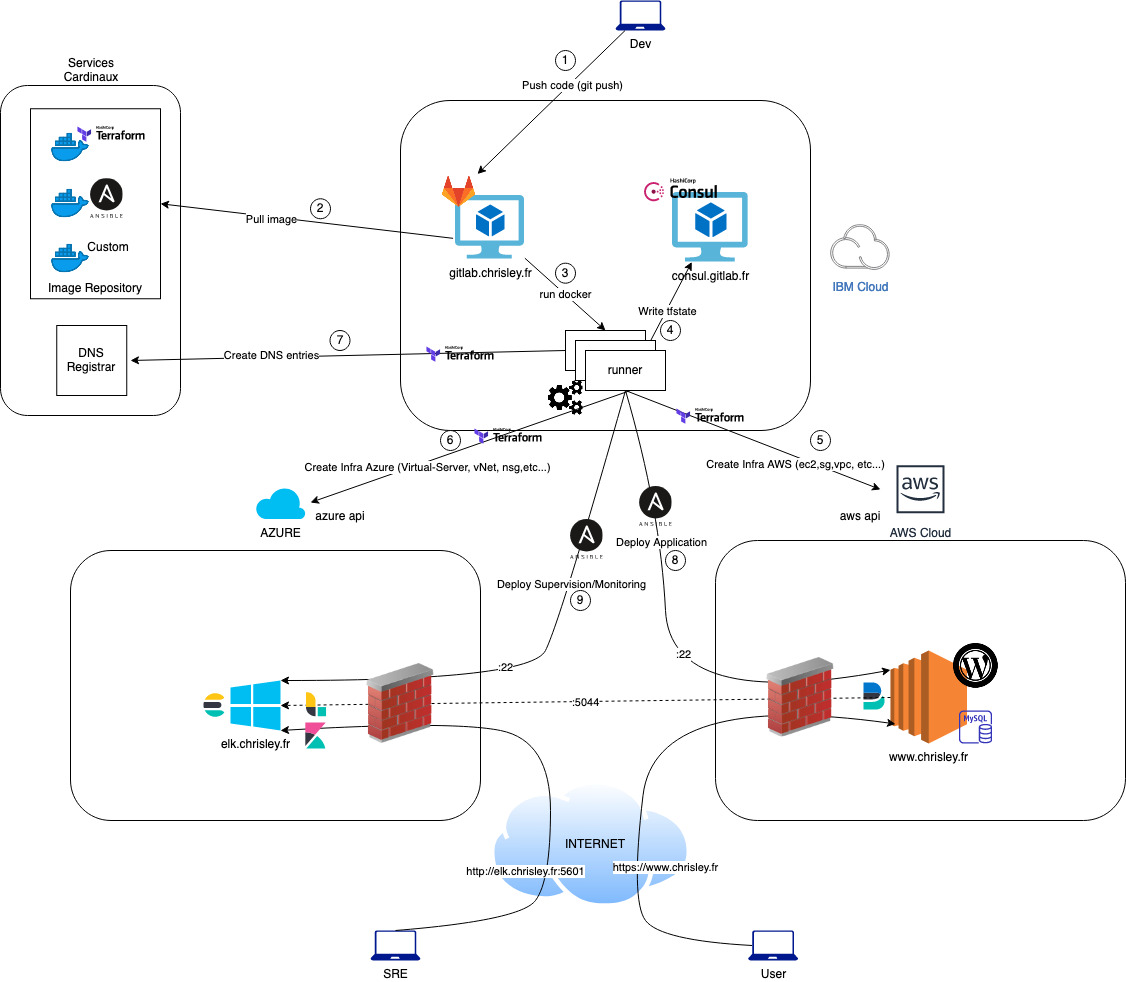 Dev
1
Push code (git push)
Services
Cardinaux
HashiCorp
Terraform
ANSIBLE
Custom
Image Repository
2
Pull image
gitlab.chrisley.fr
HashiCorp
Consul
consul.gitlab.fr
IBM Cloud
3
run docker
Write tfstate
4
DNS
Registrar
7
Create DNS entries
HashiCorp
Terraform
runner
6
HashiCorp
Terraform
HashiCorp
Terraform
5
Create Infra Azure (Virtual-Server, vNet, nsg,etc...)
Create Infra AWS (ec2,sg,vpc, etc...)
azure api
AZURE
aws api
aws
AWS Cloud
ANSIBLE
Deploy Application
8
ANSIBLE
Deploy Supervision/Monitoring
9
:22
:22
:5044
elk.chrisley.fr
W
MySQL
www.chrisley.fr
INTERNET
http://elk.chrisley.fr:5601
https://www.chrisley.fr
SRE
User